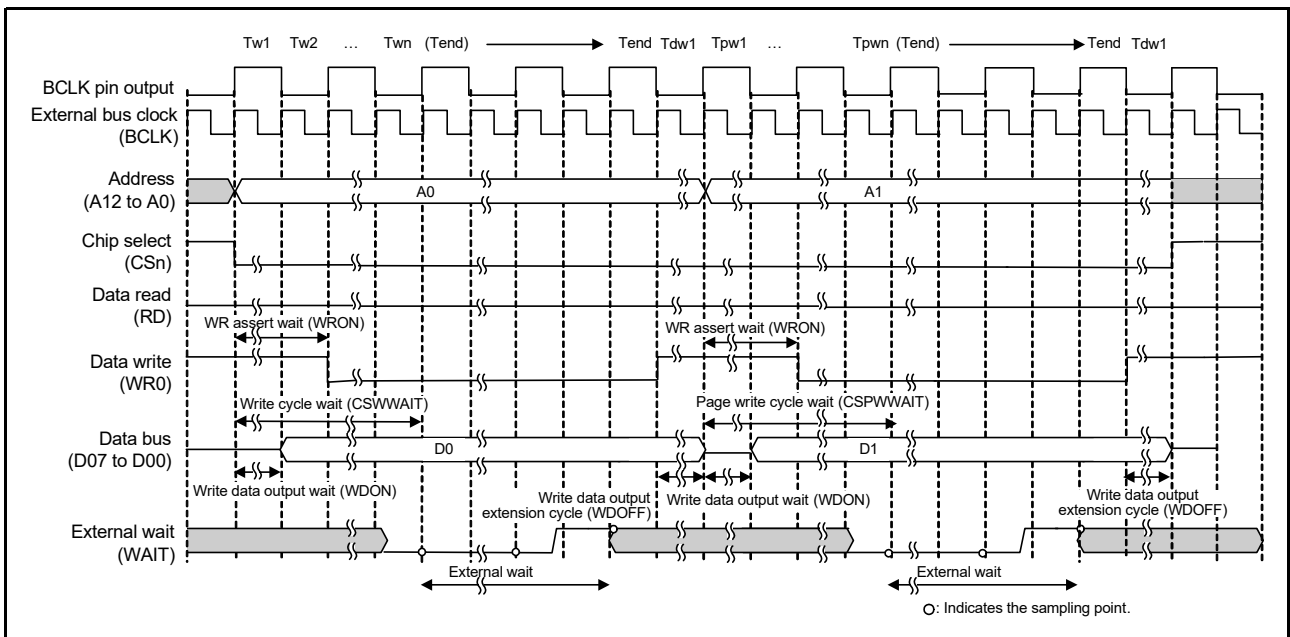 Tw1 Tw2 … Twn (Tend) Tend Tdw1 Tpw1 … Tpwn (Tend) Tend Tdw1
BCLK pin output
External bus clock
(BCLK)
Address
(A12 to A0)
A0 A1
Chip select
(CSn)
Data read
(RD)
WR assert wait (WRON) WR assert wait (WRON)
Data write
(WR0)
Write cycle wait (CSWWAIT) Page write cycle wait (CSPWWAIT)
Data bus
(D07 to D00)
D0 D1
Write data output wait (WDON)
Write data output
extension cycle (WDOFF)
Write data output wait (WDON)
Write data output
extension cycle (WDOFF)
External wait
(WAIT)
External wait External wait
: Indicates the sampling point.